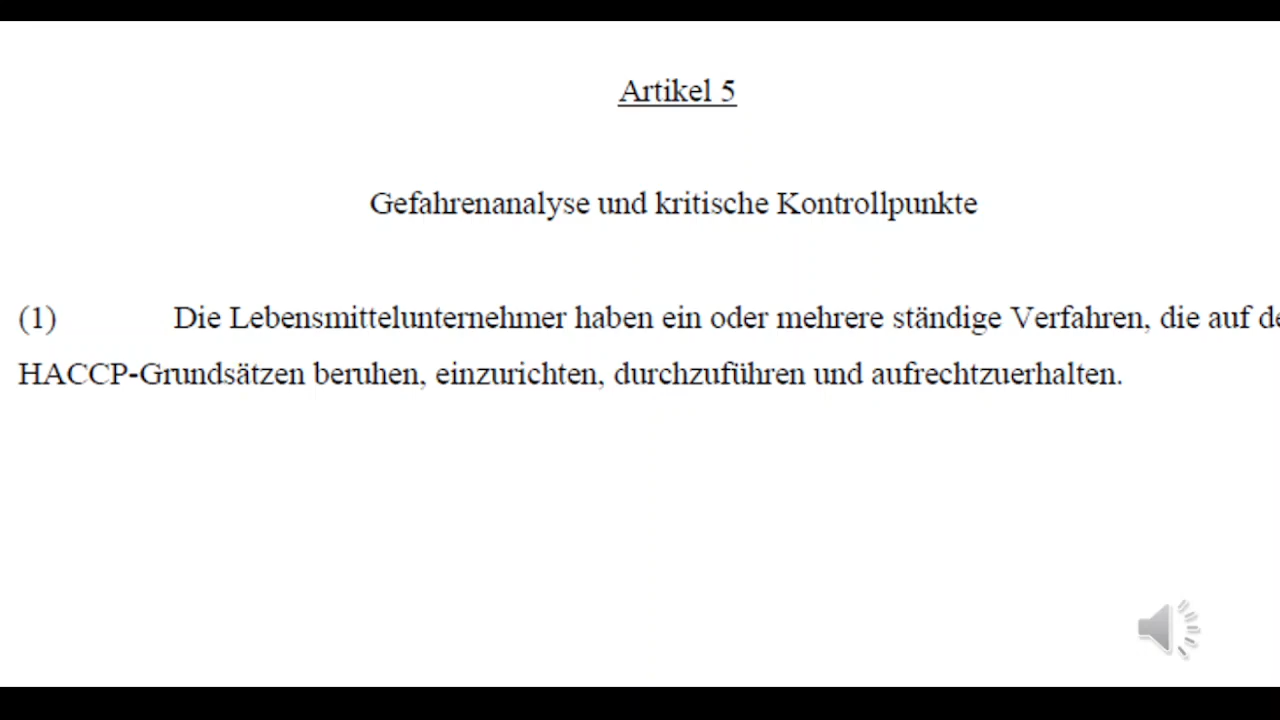 Artikel 5
Gefahrenanalyse und kritische Kontrollpunkte
(1) Die Lebensmittelunternehmer haben ein oder mehrere ständige Verfahren, die auf de
HACCP-Grundsätzen beruhen, einzurichten, durchzuführen und aufrechtzuerhalten.